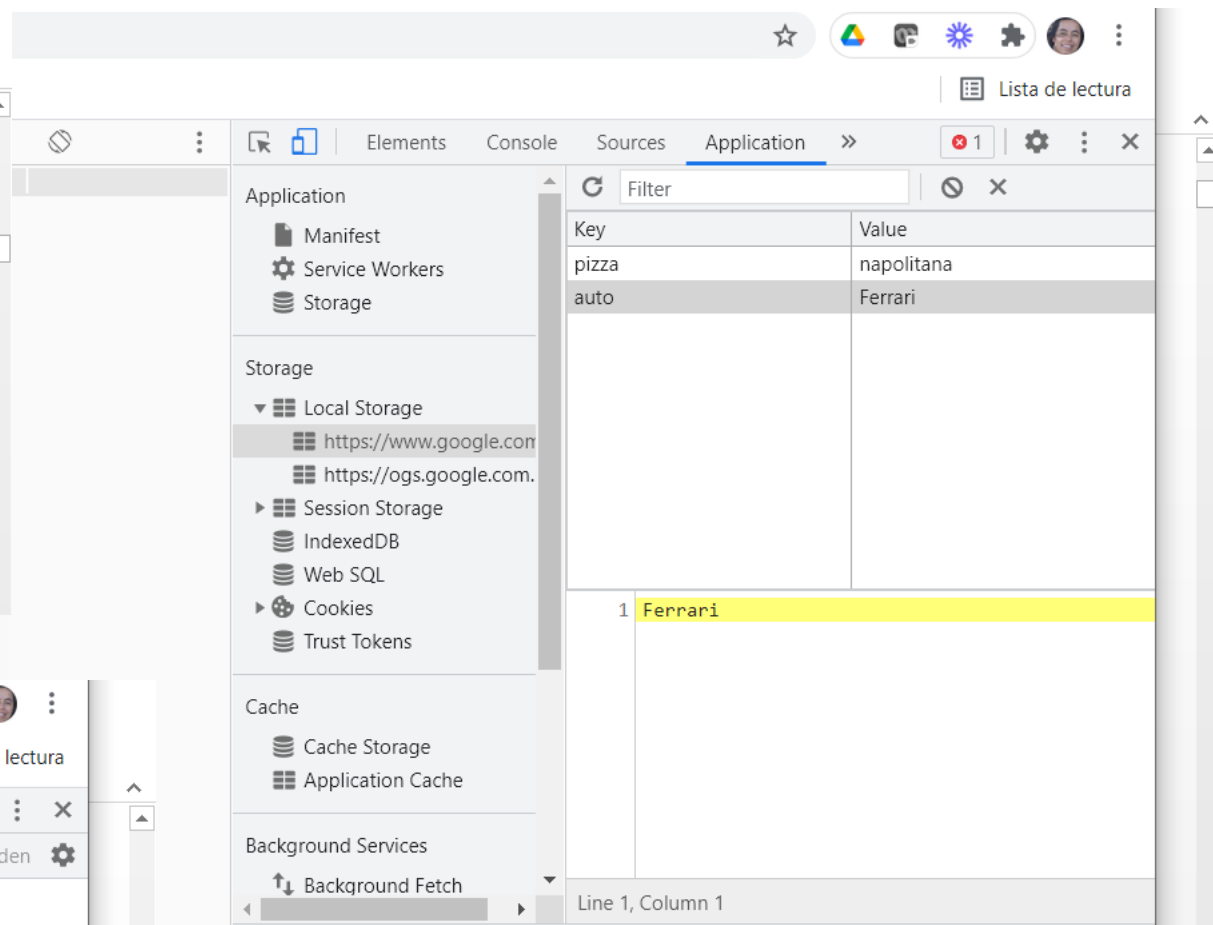 Lista de lectura
Elements Console Sources Application 1
Application
Manifest
Service Workers
Storage
Storage
Local Storage
https://www.google.com
https://ogs.google.com.
Session Storage
IndexedDB
Web SQL
Cookies
Trust Tokens
Cache
Cache Storage
Application Cache
Background Services
Background Fetch
Filter
Key Value
pizza napolitana
auto Ferrari
1 Ferrari
Line 1, Column 1
lectura
den